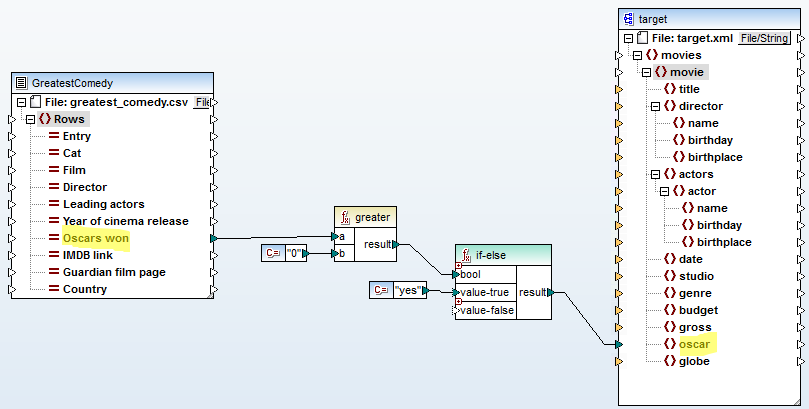 GreatestComedy
File: greatest_comedy.csv File
Rows
Entry
Cat
Film
Director
Leading actors
Year of cinema release
Oscars won
IMDB link
Guardian film page
Country
greater
a
b
result
C= "0"
if-else
bool
value-true
value-false
result
C= "yes"
target
File: target.xml File/String
movies
movie
title
director
name
birthday
birthplace
actors
actor
name
birthday
birthplace
date
studio
genre
budget
gross
oscar
globe